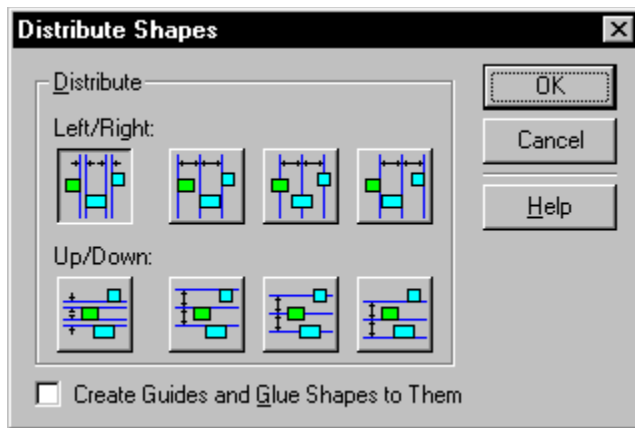 Distribute Shapes
Distribute
OK
Left/Right:
Cancel
Help
Up/Down:
Create Guides and Glue Shapes to Them